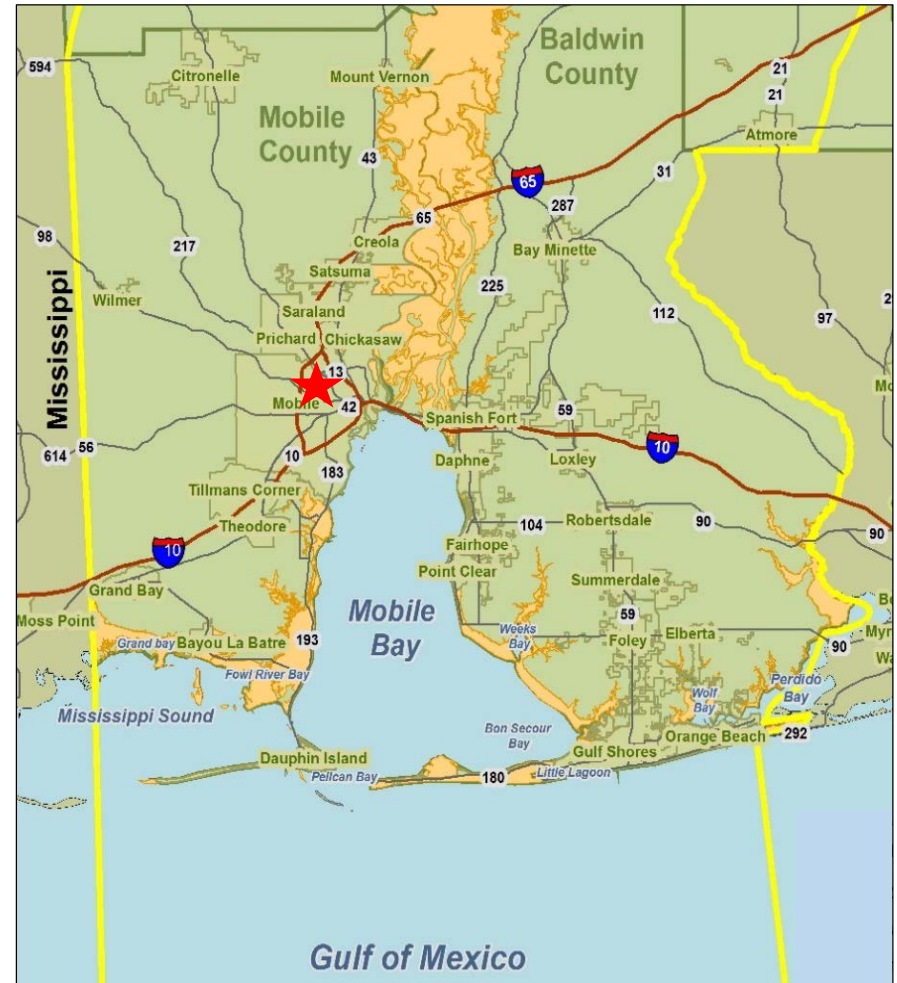 Baldwin
County
594
Citronelle
Mount Vernon
21
21
Mobile
County
Atmore
43
31
65
287
65
98
217
Creola
Bay Minette
Satsuma
225
Wilmer
Saraland
112
97
Mississippi
Prichard
Chickasaw
13
Mobile
42
Spanish Fort
59
614
56
10
183
Daphne
Loxley
10
Tillmans Corner
Theodore
104
Robertsdale
90
90
10
Fairhope
Grand Bay
Point Clear
Summerdale
Moss Point
Mobile
Bay
59
Grand bay
Bayou La Batre
193
Weeks
Bay
Foley
Elberta
90
Fowl River Bay
Wolf
Bay
Perdido
Bay
Mississippi Sound
Bon Secour
Bay
Orange Beach
292
Dauphin Island
Gulf Shores
Pelican Bay
180
Little Lagoon
Gulf of Mexico